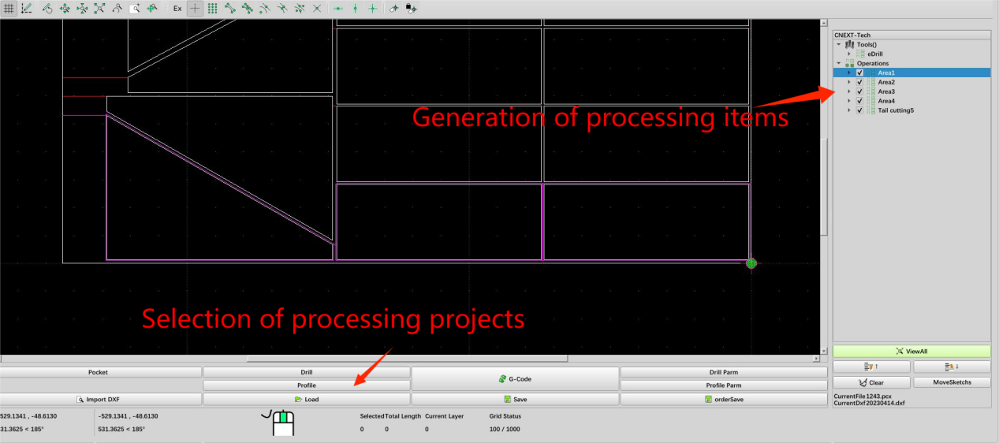 Ex
CNEXT-Tech
Tools()
eDrill
Operations
Area1
Area2
Area3
Area4
Tail cutting5
Generation of processing items
Selection of processing projects
ViewAll
Pocket
Drill
G-Code
Drill Parm
Profile
Profile Parm
Clear
MoveSketchs
Import DXF
Load
Save
orderSave
CurrentFile1243.pcx
CurrentDxf20230414.dxf
529.1341 , -48.6130
-529.1341 , -48.6130
Selected Total Length Current Layer
Grid Status
31.3625 < 185°
531.3625 < 185°
0 0 0
100 / 1000